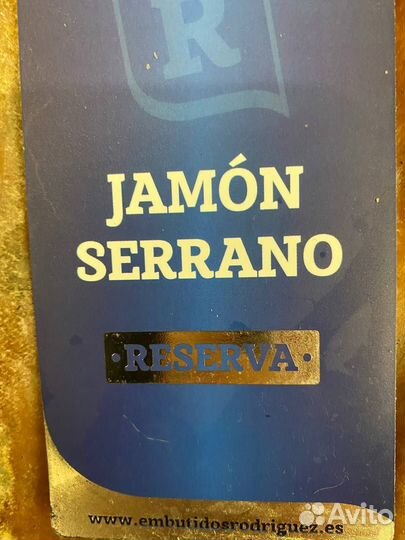 R
JAMÓN
SERRANO
·RESERVA·
www.embutidosrodriguez.es
Avito